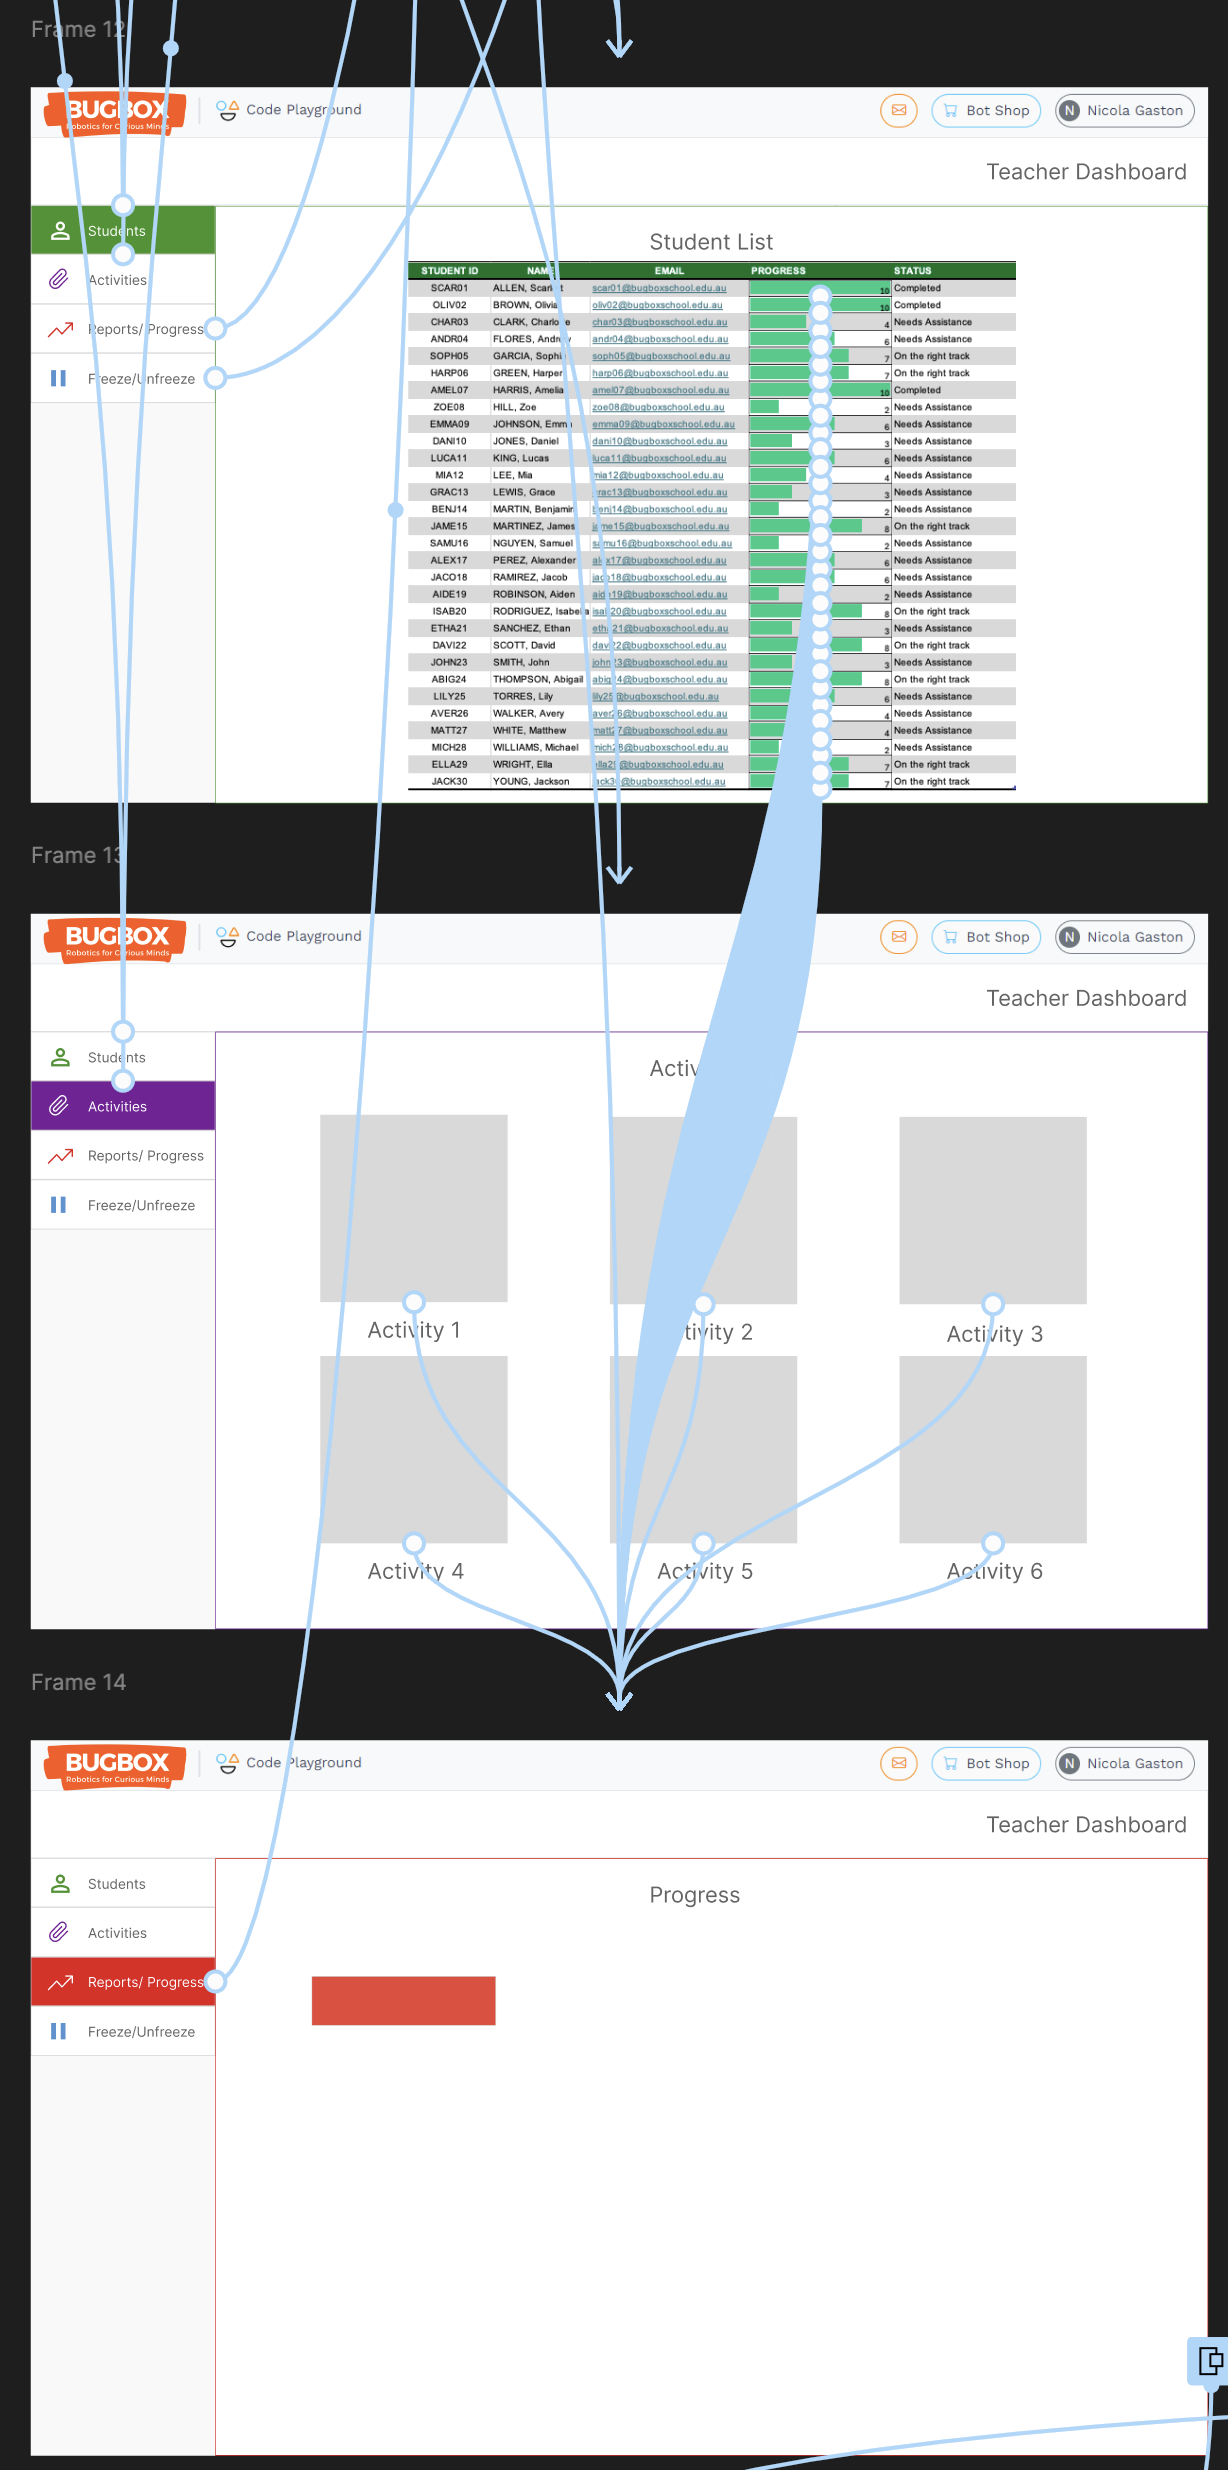 Frame 12
BUGBOX
Robotics for Curious Minds
Code Playground
Bot Shop
N Nicola Gaston
Teacher Dashboard
Students
Activities
Reports/ Progress
Freeze/Unfreeze
Student List
STUDENT ID NAME EMAIL PROGRESS STATUS
SCAR01 ALLEN, Scarlet scar01@bugboxschool.edu.au 10 Completed
OLIV02 BROWN, Olivia oliv02@bugboxschool.edu.au 10 Completed
CHAR03 CLARK, Charlotte char03@bugboxschool.edu.au 4 Needs Assistance
ANDR04 FLORES, Andrew andr04@bugboxschool.edu.au 6 Needs Assistance
SOPH05 GARCIA, Sophia soph05@bugboxschool.edu.au 7 On the right track
HARP06 GREEN, Harper harp06@bugboxschool.edu.au 7 On the right track
AMEL07 HARRIS, Amelia amel07@bugboxschool.edu.au 10 Completed
ZOE08 HILL, Zoe zoe08@bugboxschool.edu.au 2 Needs Assistance
EMMA09 JOHNSON, Emma emma09@bugboxschool.edu.au 6 Needs Assistance
DANI10 JONES, Daniel dani10@bugboxschool.edu.au 3 Needs Assistance
LUCA11 KING, Lucas luca11@bugboxschool.edu.au 6 Needs Assistance
MIA12 LEE, Mia mia12@bugboxschool.edu.au 4 Needs Assistance
GRAC13 LEWIS, Grace grac13@bugboxschool.edu.au 3 Needs Assistance
BENJ14 MARTIN, Benjamin benj14@bugboxschool.edu.au 2 Needs Assistance
JAME15 MARTINEZ, James jame15@bugboxschool.edu.au 8 On the right track
SAMU16 NGUYEN, Samuel samu16@bugboxschool.edu.au 2 Needs Assistance
ALEX17 PEREZ, Alexander alex17@bugboxschool.edu.au 6 Needs Assistance
JACO18 RAMIREZ, Jacob jaco18@bugboxschool.edu.au 6 Needs Assistance
AIDE19 ROBINSON, Aiden aide19@bugboxschool.edu.au 2 Needs Assistance
ISAB20 RODRIGUEZ, Isabella isab20@bugboxschool.edu.au 8 On the right track
ETHA21 SANCHEZ, Ethan etha21@bugboxschool.edu.au 3 Needs Assistance
DAVI22 SCOTT, David davi22@bugboxschool.edu.au 8 On the right track
JOHN23 SMITH, John john23@bugboxschool.edu.au 3 Needs Assistance
ABIG24 THOMPSON, Abigail abig24@bugboxschool.edu.au 8 On the right track
LILY25 TORRES, Lily lily25@bugboxschool.edu.au 6 Needs Assistance
AVER26 WALKER, Avery aver26@bugboxschool.edu.au 4 Needs Assistance
MATT27 WHITE, Matthew matt27@bugboxschool.edu.au 4 Needs Assistance
MICH28 WILLIAMS, Michael mich28@bugboxschool.edu.au 2 Needs Assistance
ELLA29 WRIGHT, Ella ella29@bugboxschool.edu.au 7 On the right track
JACK30 YOUNG, Jackson jack30@bugboxschool.edu.au 7 On the right track
Frame 13
BUGBOX
Robotics for Curious Minds
Code Playground
Bot Shop
N Nicola Gaston
Teacher Dashboard
Students
Activities
Reports/ Progress
Freeze/Unfreeze
Activ
Activity 1
tivity 2
Activity 3
Activity 4
Activity 5
Activity 6
Frame 14
BUGBOX
Robotics for Curious Minds
Code Playground
Bot Shop
N Nicola Gaston
Teacher Dashboard
Students
Activities
Reports/ Progress
Freeze/Unfreeze
Progress